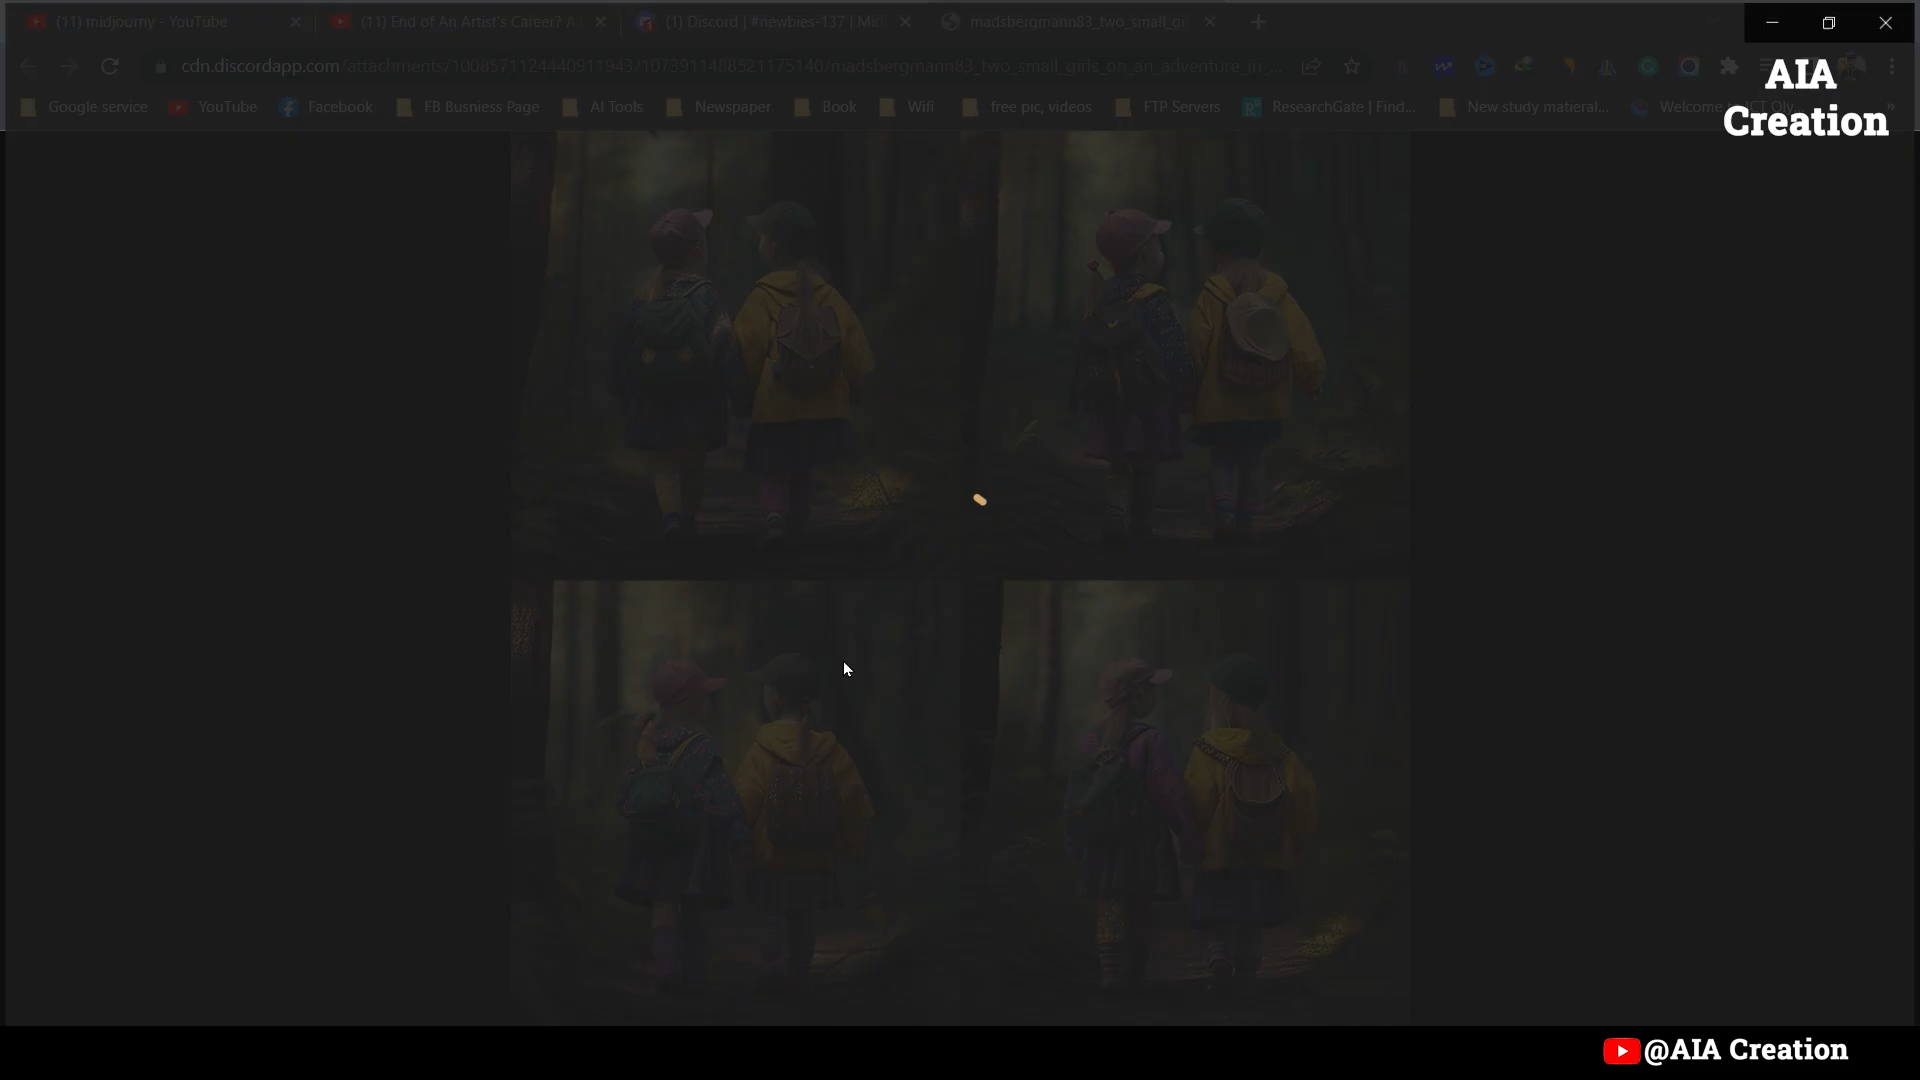 (11) midjourny - YouTube
(11) End of An Artist's Career? A
(1) Discord | #newbies-137 | Mid
madsbergmann83_two_small_gi
cdn.discordapp.com/attachments/1008571124440911943/1073911488521175140/madsbergmann83_two_small_girls_on_an_adventure_in_...
AIA
Google service
YouTube
Facebook
FB Busniess Page
AI Tools
Newspaper
Book
Wifi
free pic, videos
FTP Servers
ResearchGate | Find...
New study matieral...
Welcome
Creation
@AIA Creation